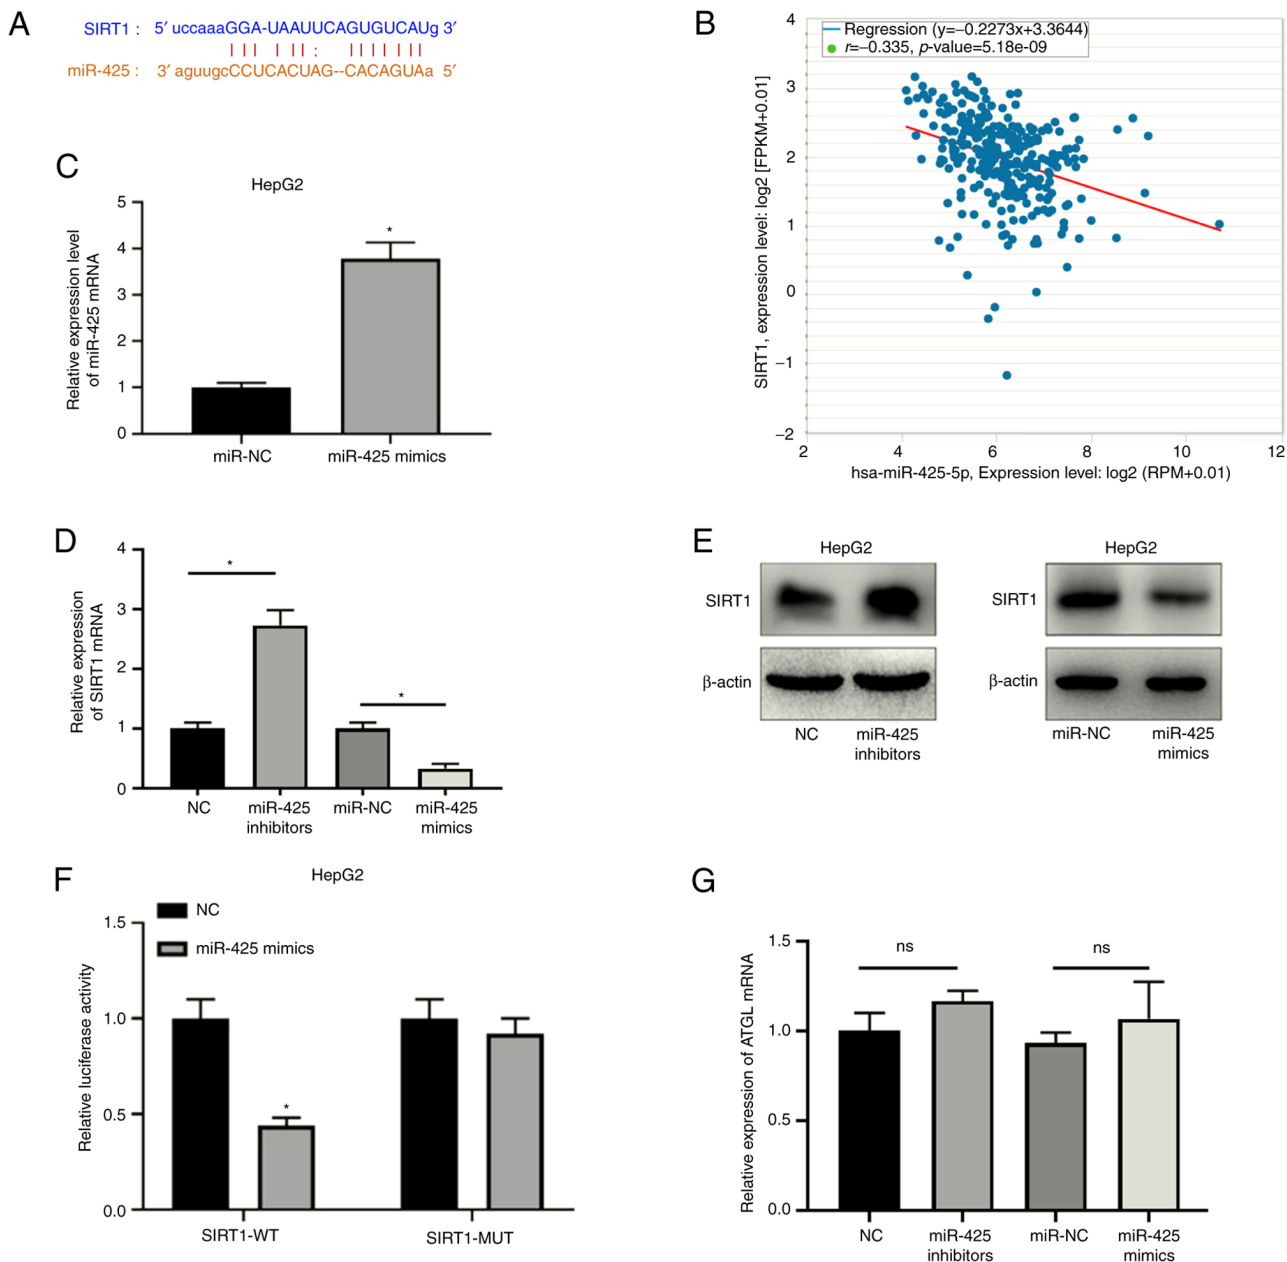 A
SIRT1 : 5′ uccaaaGGA-UAAUUCAGUGUCAUg 3′
miR-425 : 3′ aguugcCCUCACUAG--CACAGUAa 5′
B
Regression (y=−0.2273x+3.3644)
r=−0.335, p-value=5.18e-09
SIRT1, expression level: log2 [FPKM+0.01]
4
3
2
1
0
−1
−2
2 4 6 8 10 12
hsa-miR-425-5p, Expression level: log2 (RPM+0.01)
C
HepG2
Relative expression level
of miR-425 mRNA
5
4
3
2
1
0
*
miR-NC miR-425 mimics
D
Relative expression
of SIRT1 mRNA
4
3
2
1
0
* *
NC miR-425 miR-NC miR-425
inhibitors mimics
E
HepG2 HepG2
SIRT1 SIRT1
β-actin β-actin
NC miR-425 miR-NC miR-425
inhibitors mimics
F
HepG2
NC
miR-425 mimics
Relative luciferase activity
1.5
1.0
0.5
0.0
*
SIRT1-WT SIRT1-MUT
G
Relative expression of ATGL mRNA
1.5
1.0
0.5
0.0
ns ns
NC miR-425 miR-NC miR-425
inhibitors mimics